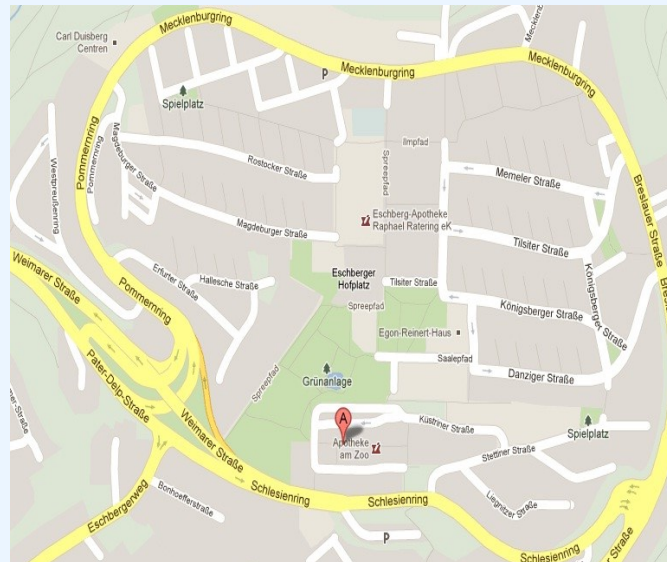 Mecklenburgring
Carl Duisberg
Centren
Mecklenburgring
P
Mecklenburgring
Spielplatz
Pommernring
Pommernring
Magdeburger Straße
Westpreußenring
Rostocker Straße
Spreepfad
Ilmpfad
Memeler Straße
Breslauer Straße
Eschberg-Apotheke
Raphael Ratering eK
Magdeburger Straße
Tilsiter Straße
Weimarer Straße
Erfurter Straße
Hallesche Straße
Eschberger
Hofplatz
Tilsiter Straße
Königsberger Straße
Pommernring
Spreepfad
Königsberger Straße
Egon-Reinert-Haus
Saalepfad
Pater-Delp-Straße
Spreepfad
Grünanlage
Danziger Straße
A
Küstriner Straße
Spielplatz
Weimarer Straße
Apotheke
am Zoo
Stettiner Straße
Schlesienring
Schlesienring
Liegnitzer Straße
Eschbergerweg
Bonhoefferstraße
P
Schlesienring